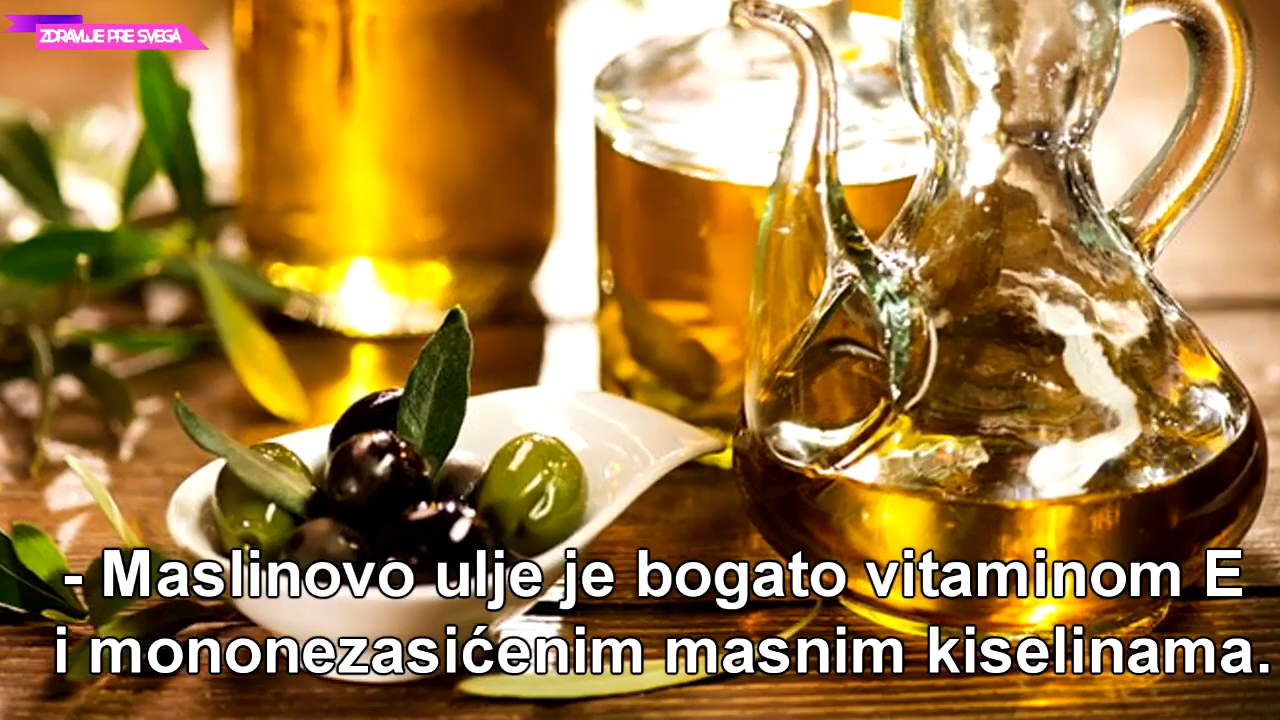 ZDRAVLJE PRE SVEGA
- Maslinovo ulje je bogato vitaminom E
i mononezasićenim masnim kiselinama.